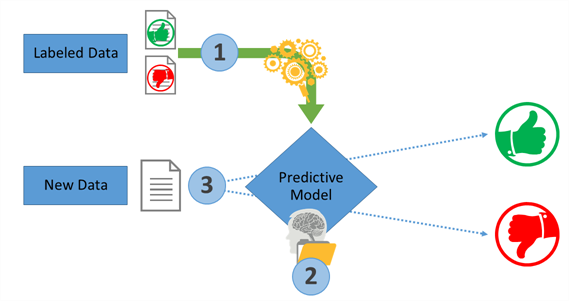 Labeled Data
1
New Data
3
Predictive
Model
2